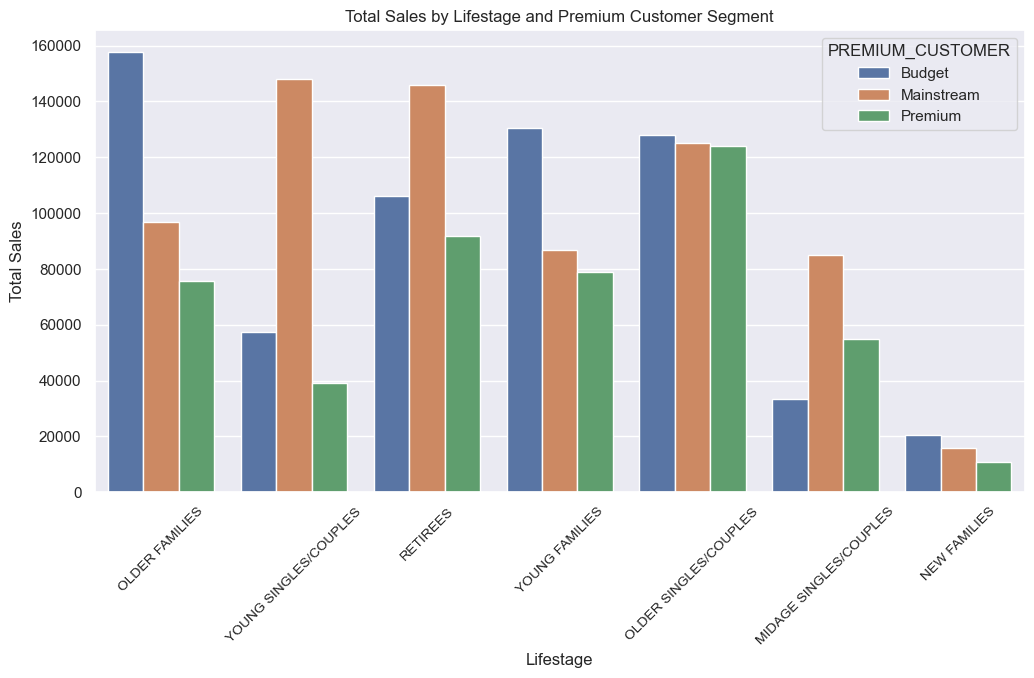 Total Sales by Lifestage and Premium Customer Segment
PREMIUM_CUSTOMER
Budget
Mainstream
Premium
Total Sales
160000
140000
120000
100000
80000
60000
40000
20000
0
OLDER FAMILIES
YOUNG SINGLES/COUPLES
RETIREES
YOUNG FAMILIES
OLDER SINGLES/COUPLES
MIDAGE SINGLES/COUPLES
NEW FAMILIES
Lifestage